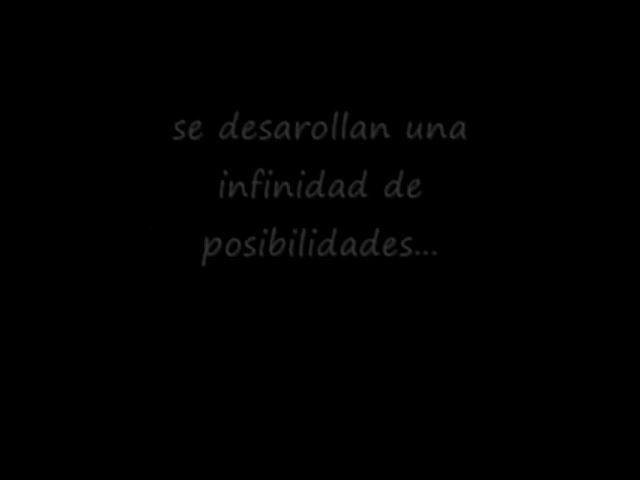 se desarollan una
infinidad de
posibilidades...